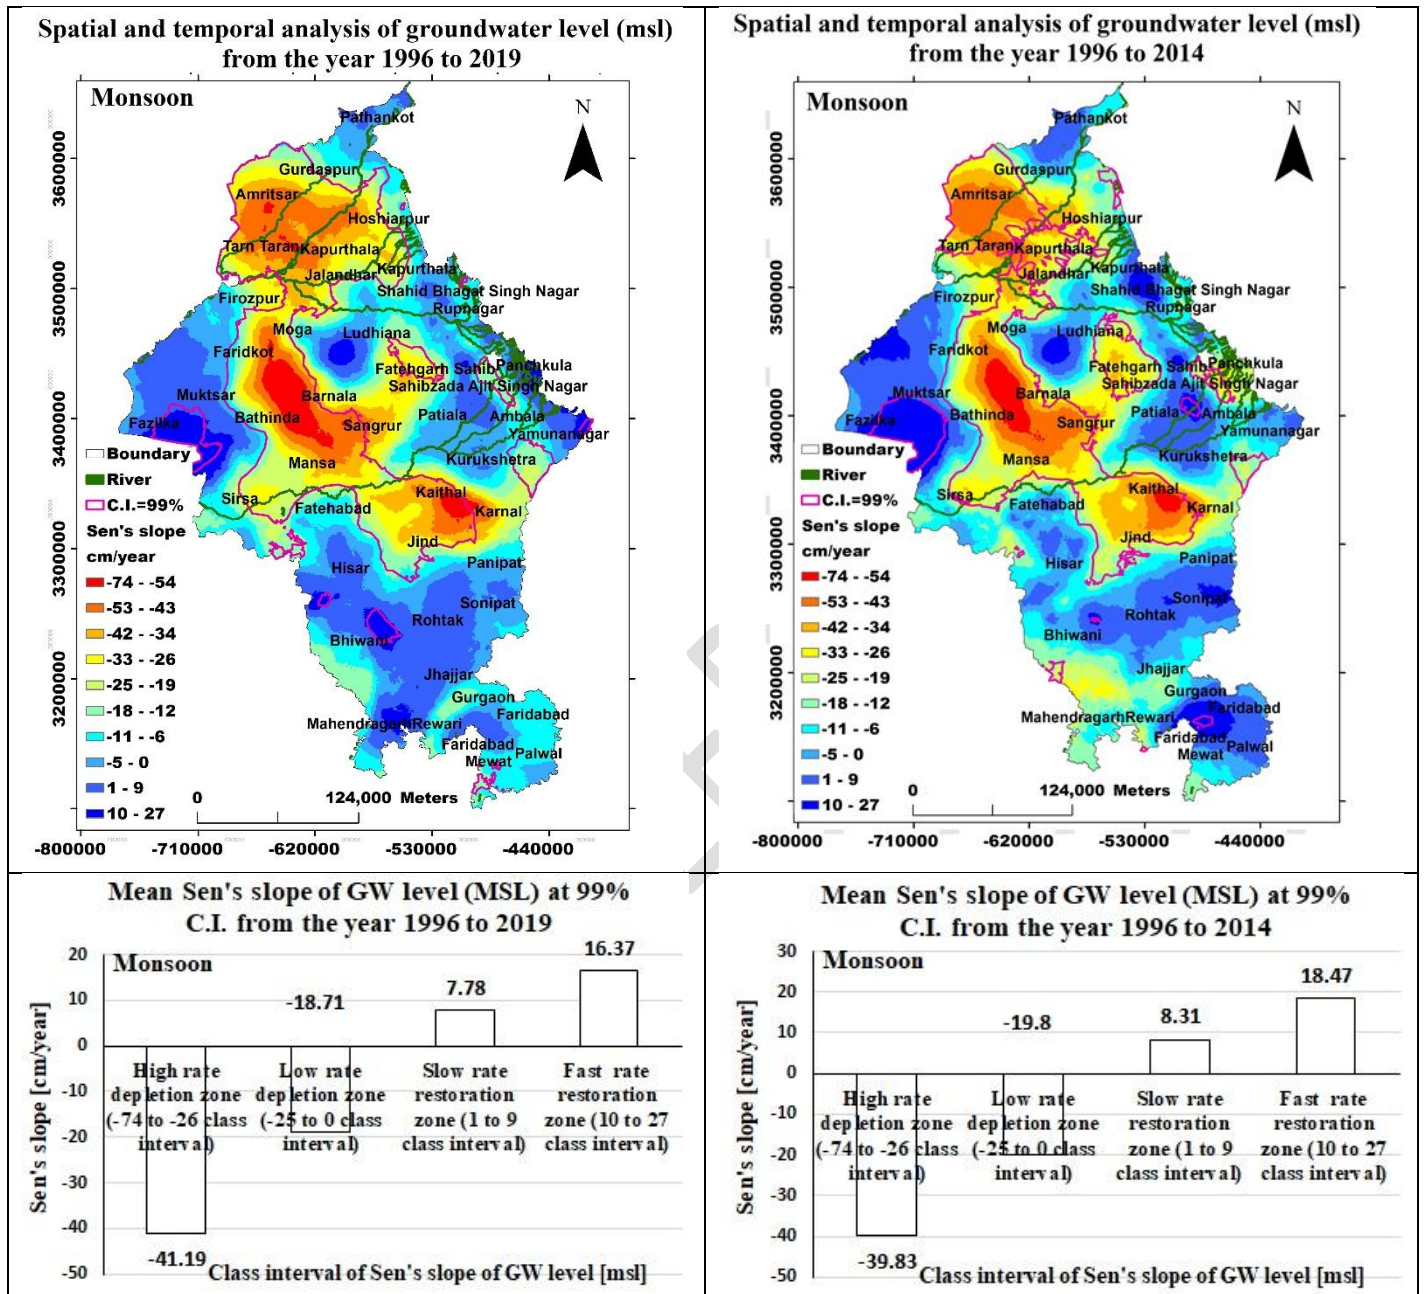 Spatial and temporal analysis of groundwater level (msl)
from the year 1996 to 2019
Monsoon
N
Pathankot
Gurdaspur
Amritsar
Hoshiarpur
Tarn Taran
Kapurthala
Jalandhar
Kapurthala
Shahid Bhagat Singh Nagar
Firozpur
Rupnagar
Moga
Ludhiana
Faridkot
Fatehgarh Sahib
Panchkula
Sahibzada Ajit Singh Nagar
Muktsar
Barnala
Fazilka
Bathinda
Sangrur
Patiala
Ambala
Yamunanagar
Mansa
Kurukshetra
Sirsa
Fatehabad
Kaithal
Karnal
Jind
Hisar
Panipat
Sonipat
Rohtak
Bhiwani
Jhajjar
Gurgaon
Mahendragarh
Rewari
Faridabad
Faridabad
Mewat
Palwal
Boundary
River
C.I.=99%
Sen's slope
cm/year
-74 - -54
-53 - -43
-42 - -34
-33 - -26
-25 - -19
-18 - -12
-11 - -6
-5 - 0
1 - 9
10 - 27
0
124,000 Meters
3600000
3500000
3400000
3300000
3200000
-800000
-710000
-620000
-530000
-440000
Spatial and temporal analysis of groundwater level (msl)
from the year 1996 to 2014
Monsoon
N
Pathankot
Gurdaspur
Amritsar
Hoshiarpur
Tarn Taran
Kapurthala
Jalandhar
Kapurthala
Shahid Bhagat Singh Nagar
Firozpur
Rupnagar
Moga
Ludhiana
Faridkot
Fatehgarh Sahib
Panchkula
Sahibzada Ajit Singh Nagar
Muktsar
Barnala
Fazilka
Bathinda
Sangrur
Patiala
Ambala
Yamunanagar
Mansa
Kurukshetra
Sirsa
Fatehabad
Kaithal
Karnal
Jind
Hisar
Panipat
Sonipat
Rohtak
Bhiwani
Jhajjar
Gurgaon
Mahendragarh
Rewari
Faridabad
Faridabad
Mewat
Palwal
Boundary
River
C.I.=99%
Sen's slope
cm/year
-74 - -54
-53 - -43
-42 - -34
-33 - -26
-25 - -19
-18 - -12
-11 - -6
-5 - 0
1 - 9
10 - 27
0
124,000 Meters
3600000
3500000
3400000
3300000
3200000
-800000
-710000
-620000
-530000
-440000
Mean Sen's slope of GW level (MSL) at 99%
C.I. from the year 1996 to 2019
Monsoon
Sen's slope [cm/year]
20
10
0
-10
-20
-30
-40
-50
-41.19
-18.71
7.78
16.37
High rate
depletion zone
(-74 to -26 class
interval)
Low rate
depletion zone
(-25 to 0 class
interval)
Slow rate
restoration
zone (1 to 9
class interval)
Fast rate
restoration
zone (10 to 27
class interval)
Class interval of Sen's slope of GW level [msl]
Mean Sen's slope of GW level (MSL) at 99%
C.I. from the year 1996 to 2014
Monsoon
Sen's slope [cm/year]
30
20
10
0
-10
-20
-30
-40
-50
-39.83
-19.8
8.31
18.47
High rate
depletion zone
(-74 to -26 class
interval)
Low rate
depletion zone
(-25 to 0 class
interval)
Slow rate
restoration
zone (1 to 9
class interval)
Fast rate
restoration
zone (10 to 27
class interval)
Class interval of Sen's slope of GW level [msl]